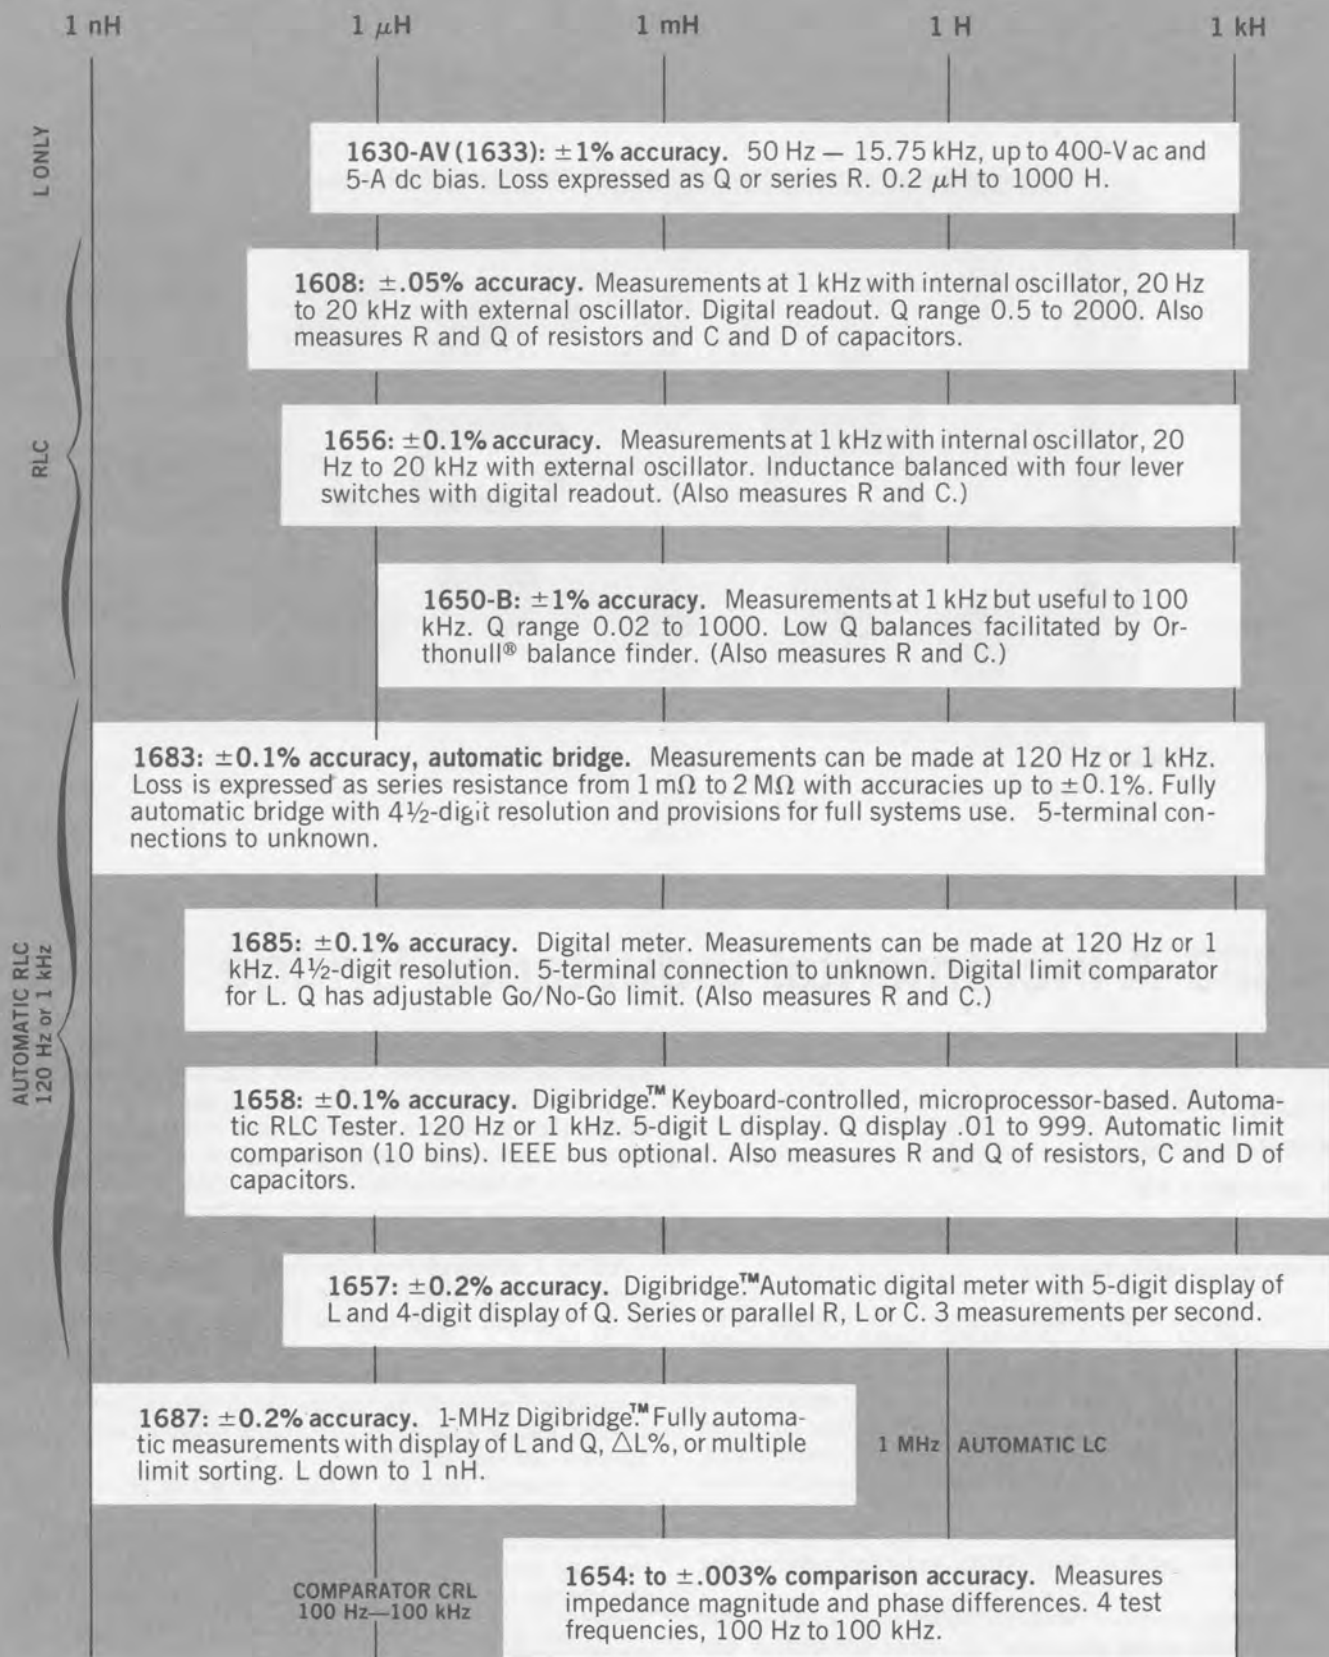 1 nH 1 μH 1 mH 1 H 1 kH
L ONLY
1630-AV (1633): ±1% accuracy. 50 Hz — 15.75 kHz, up to 400-V ac and
5-A dc bias. Loss expressed as Q or series R. 0.2 μH to 1000 H.
RLC
1608: ±.05% accuracy. Measurements at 1 kHz with internal oscillator, 20 Hz
to 20 kHz with external oscillator. Digital readout. Q range 0.5 to 2000. Also
measures R and Q of resistors and C and D of capacitors.
1656: ±0.1% accuracy. Measurements at 1 kHz with internal oscillator, 20
Hz to 20 kHz with external oscillator. Inductance balanced with four lever
switches with digital readout. (Also measures R and C.)
1650-B: ±1% accuracy. Measurements at 1 kHz but useful to 100
kHz. Q range 0.02 to 1000. Low Q balances facilitated by Or-
thonull® balance finder. (Also measures R and C.)
AUTOMATIC RLC
120 Hz or 1 kHz
1683: ±0.1% accuracy, automatic bridge. Measurements can be made at 120 Hz or 1 kHz.
Loss is expressed as series resistance from 1 mΩ to 2 MΩ with accuracies up to ±0.1%. Fully
automatic bridge with 4½-digit resolution and provisions for full systems use. 5-terminal con-
nections to unknown.
1685: ±0.1% accuracy. Digital meter. Measurements can be made at 120 Hz or 1
kHz. 4½-digit resolution. 5-terminal connection to unknown. Digital limit comparator
for L. Q has adjustable Go/No-Go limit. (Also measures R and C.)
1658: ±0.1% accuracy. Digibridge.™ Keyboard-controlled, microprocessor-based. Automa-
tic RLC Tester. 120 Hz or 1 kHz. 5-digit L display. Q display .01 to 999. Automatic limit
comparison (10 bins). IEEE bus optional. Also measures R and Q of resistors, C and D of
capacitors.
1657: ±0.2% accuracy. Digibridge.™ Automatic digital meter with 5-digit display of
L and 4-digit display of Q. Series or parallel R, L or C. 3 measurements per second.
1687: ±0.2% accuracy. 1-MHz Digibridge.™ Fully automa-
tic measurements with display of L and Q, △L%, or multiple
limit sorting. L down to 1 nH.
1 MHz AUTOMATIC LC
COMPARATOR CRL
100 Hz—100 kHz
1654: to ±.003% comparison accuracy. Measures
impedance magnitude and phase differences. 4 test
frequencies, 100 Hz to 100 kHz.